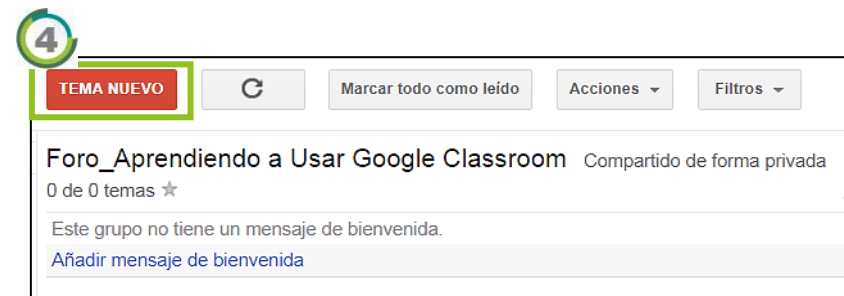 4
TEMA NUEVO Marcar todo como leído Acciones Filtros
Foro_Aprendiendo a Usar Google Classroom Compartido de forma privada
0 de 0 temas
Este grupo no tiene un mensaje de bienvenida.
Añadir mensaje de bienvenida